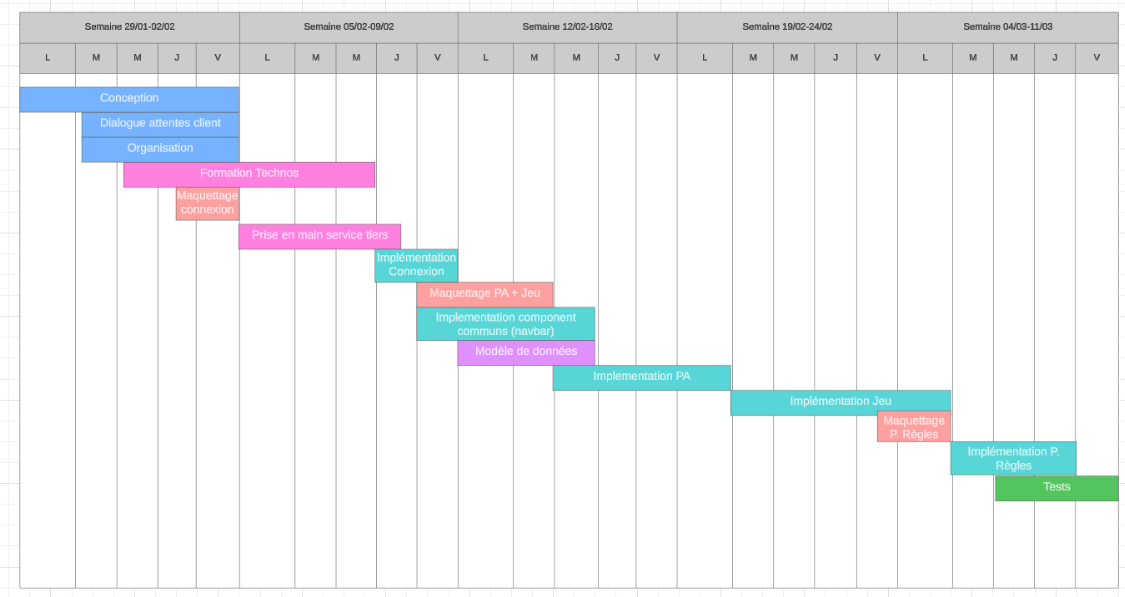 Semaine 29/01-02/02 Semaine 05/02-09/02 Semaine 12/02-16/02 Semaine 19/02-24/02 Semaine 04/03-11/03
L M M J V L M M J V L M M J V L M M J V L M M J V
Conception
Dialogue attentes client
Organisation
Formation Technos
Maquettage
connexion
Prise en main service tiers
Implémentation
Connexion
Maquettage PA + Jeu
Implementation component
communs (navbar)
Modèle de données
Implementation PA
Implémentation Jeu
Maquettage
P. Règles
Implémentation P.
Règles
Tests